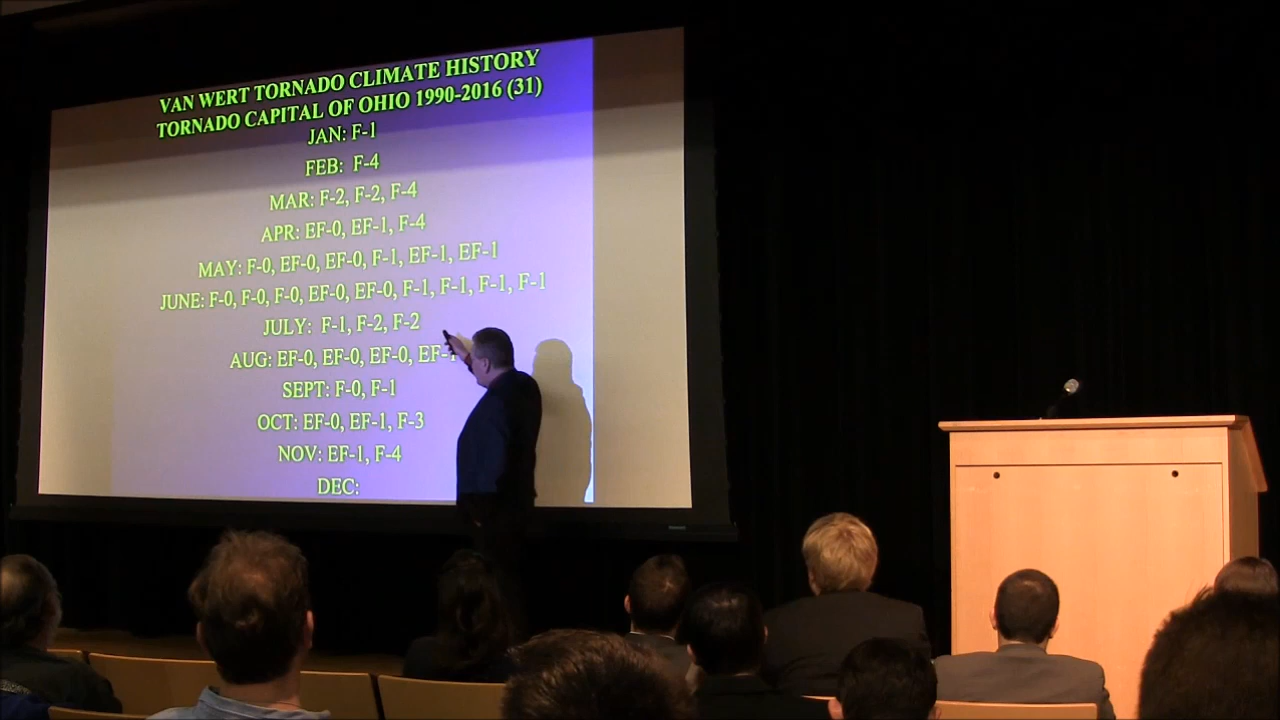 VAN WERT TORNADO CLIMATE HISTORY
TORNADO CAPITAL OF OHIO 1990-2016 (31)
JAN: F-1
FEB: F-4
MAR: F-2, F-2, F-4
APR: EF-0, EF-1, F-4
MAY: F-0, EF-0, EF-0, F-1, EF-1, EF-1
JUNE: F-0, F-0, F-0, EF-0, EF-0, F-1, F-1, F-1, F-1
JULY: F-1, F-2, F-2
AUG: EF-0, EF-0, EF-0, EF-1
SEPT: F-0, F-1
OCT: EF-0, EF-1, F-3
NOV: EF-1, F-4
DEC: